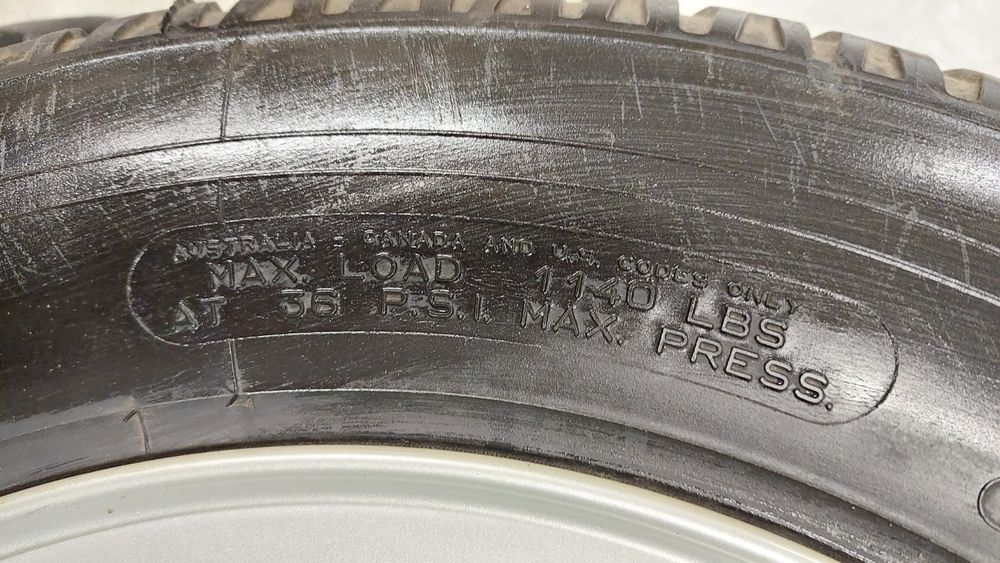 AUSTRALIA - CANADA AND U.S. CODES ONLY
MAX. LOAD 1140 LBS
AT 36 P.S.I. MAX. PRESS.